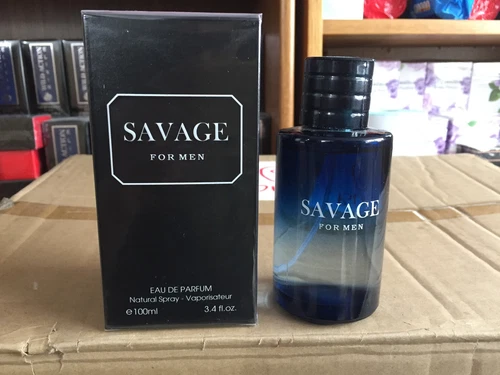 SAVAGE
FOR MEN
EAU DE PARFUM
Natural Spray - Vaporisateur
℮100ml 3.4 fl.oz.
SAVAGE
FOR MEN